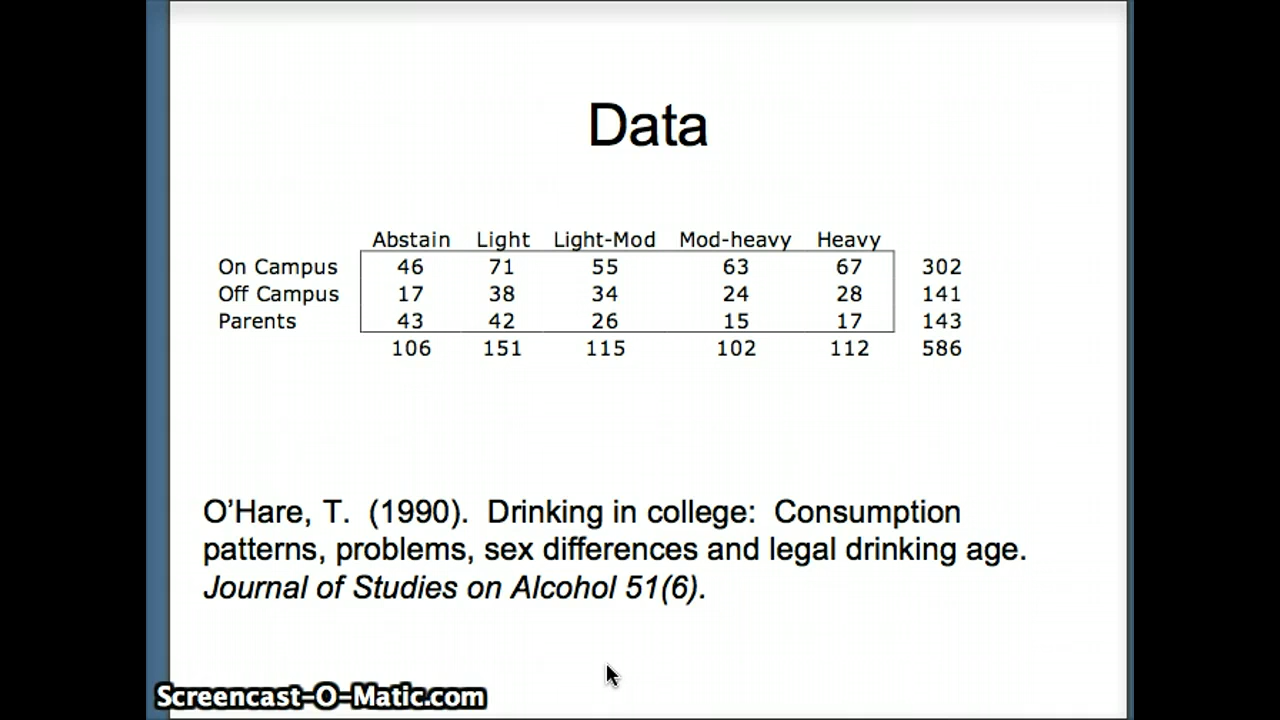 Data
Abstain Light Light-Mod Mod-heavy Heavy
On Campus 46 71 55 63 67 302
Off Campus 17 38 34 24 28 141
Parents 43 42 26 15 17 143
106 151 115 102 112 586
O’Hare, T. (1990). Drinking in college: Consumption
patterns, problems, sex differences and legal drinking age.
Journal of Studies on Alcohol 51(6).
Screencast-O-Matic.com